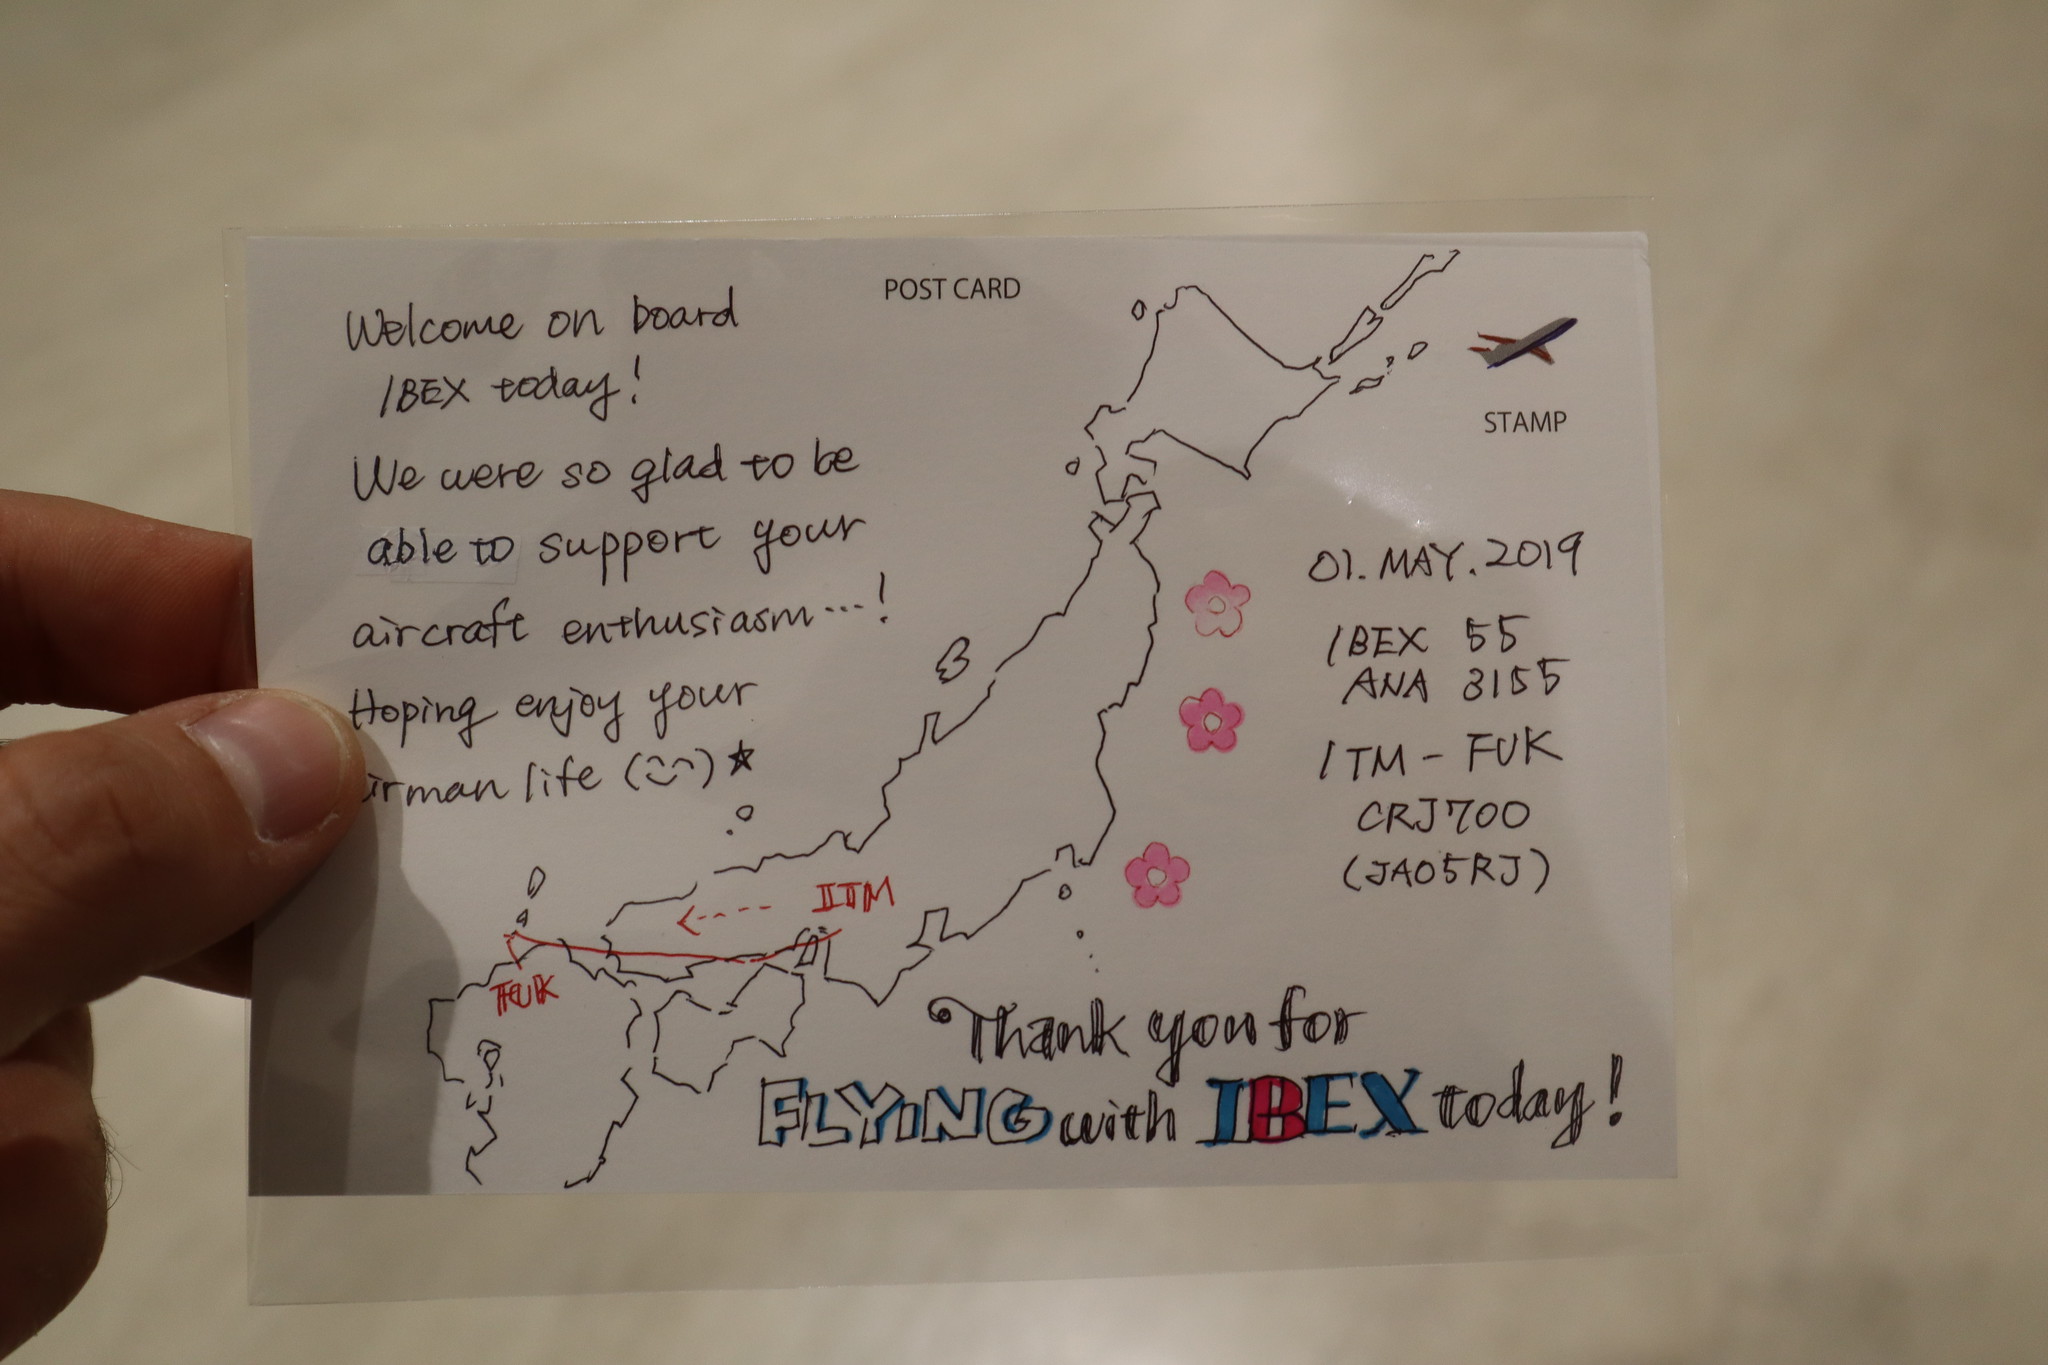 POST CARD
STAMP
Welcome on board
IBEX today!
We were so glad to be
able to support your
aircraft enthusiasm...!
Hoping enjoy your
airman life (^-^)★
01. MAY. 2019
IBEX 55
ANA 3155
ITM - FUK
CRJ700
(JA05RJ)
ITM
FUK
Thank you for
FLYiNG with IBEX today!